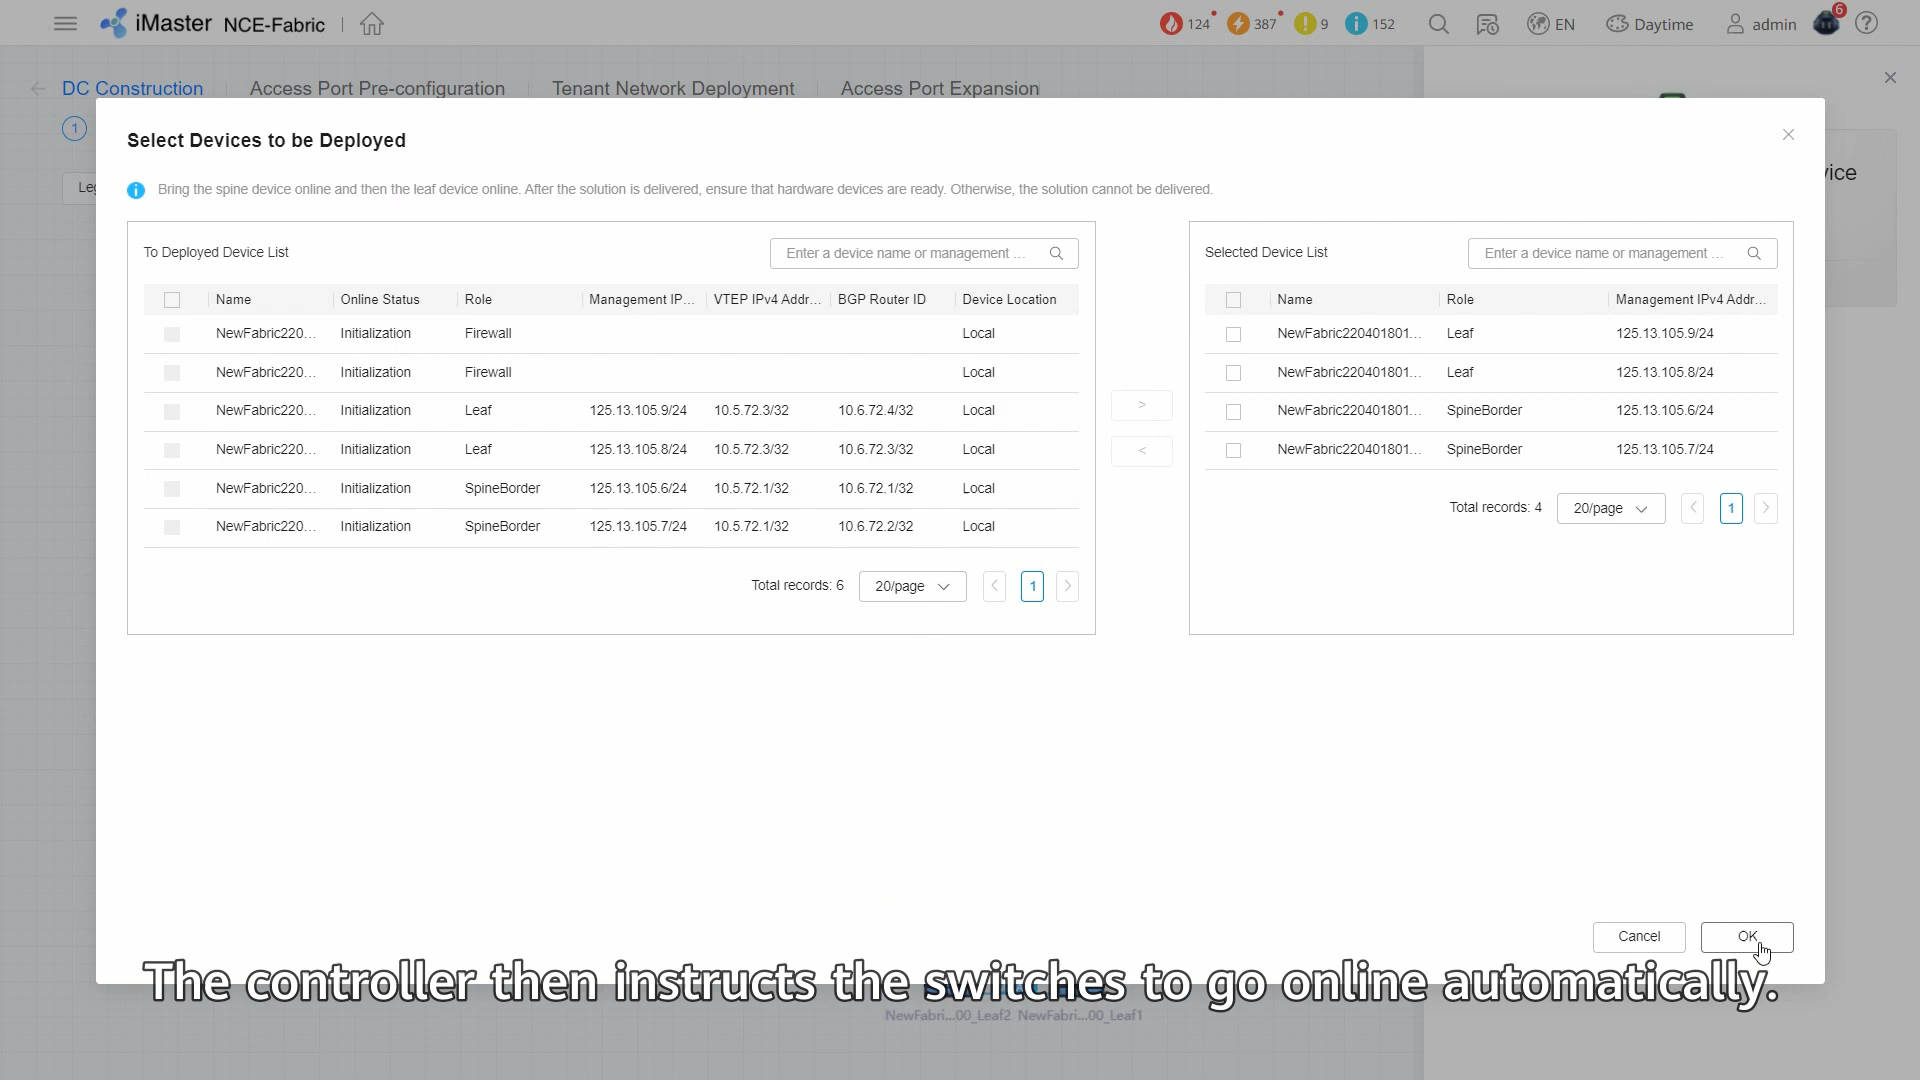 iMaster NCE-Fabric
124 387 9 152 EN Daytime admin 6
DC Construction Access Port Pre-configuration Tenant Network Deployment Access Port Expansion
1
Select Devices to be Deployed
Bring the spine device online and then the leaf device online. After the solution is delivered, ensure that hardware devices are ready. Otherwise, the solution cannot be delivered.
To Deployed Device List
Enter a device name or management ...
Name Online Status Role Management IP... VTEP IPv4 Addr... BGP Router ID Device Location
NewFabric220... Initialization Firewall Local
NewFabric220... Initialization Firewall Local
NewFabric220... Initialization Leaf 125.13.105.9/24 10.5.72.3/32 10.6.72.4/32 Local
NewFabric220... Initialization Leaf 125.13.105.8/24 10.5.72.3/32 10.6.72.3/32 Local
NewFabric220... Initialization SpineBorder 125.13.105.6/24 10.5.72.1/32 10.6.72.1/32 Local
NewFabric220... Initialization SpineBorder 125.13.105.7/24 10.5.72.1/32 10.6.72.2/32 Local
Total records: 6 20/page 1
Selected Device List
Enter a device name or management ...
Name Role Management IPv4 Addr...
NewFabric220401801... Leaf 125.13.105.9/24
NewFabric220401801... Leaf 125.13.105.8/24
NewFabric220401801... SpineBorder 125.13.105.6/24
NewFabric220401801... SpineBorder 125.13.105.7/24
Total records: 4 20/page 1
Cancel OK
The controller then instructs the switches to go online automatically.
NewFabri...00_Leaf2 NewFabri...00_Leaf1